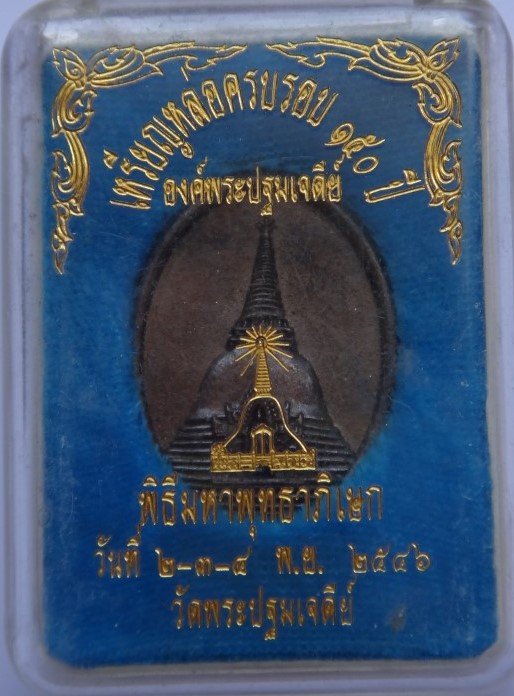 เหรียญหล่อครบรอบ ๑๕๐ ปี
องค์พระปฐมเจดีย์
พิธีมหาพุทธาภิเษก
วันที่ ๒-๓-๔ พ.ย. ๒๕๔๖
วัดพระปฐมเจดีย์